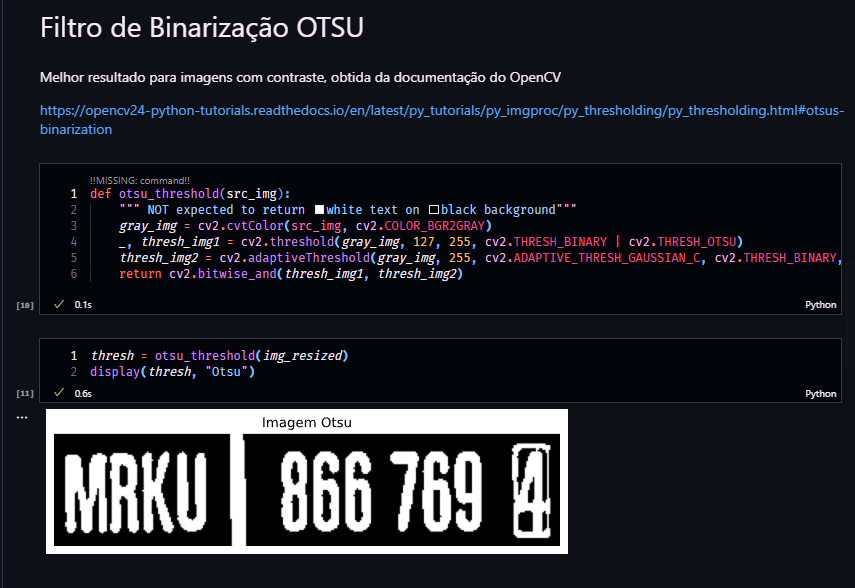 Filtro de Binarização OTSU
Melhor resultado para imagens com contraste, obtida da documentação do OpenCV
https://opencv24-python-tutorials.readthedocs.io/en/latest/py_tutorials/py_imgproc/py_thresholding/py_thresholding.html#otsus-
binarization
!!MISSING: command!!
1 def otsu_threshold(src_img):
2 """ NOT expected to return white text on black background"""
3 gray_img = cv2.cvtColor(src_img, cv2.COLOR_BGR2GRAY)
4 _, thresh_img1 = cv2.threshold(gray_img, 127, 255, cv2.THRESH_BINARY | cv2.THRESH_OTSU)
5 thresh_img2 = cv2.adaptiveThreshold(gray_img, 255, cv2.ADAPTIVE_THRESH_GAUSSIAN_C, cv2.THRESH_BINARY,
6 return cv2.bitwise_and(thresh_img1, thresh_img2)
[10] ✓ 0.1s Python
1 thresh = otsu_threshold(img_resized)
2 display(thresh, "Otsu")
[11] ✓ 0.6s Python
...
Imagem Otsu
MRKU 866 769 4